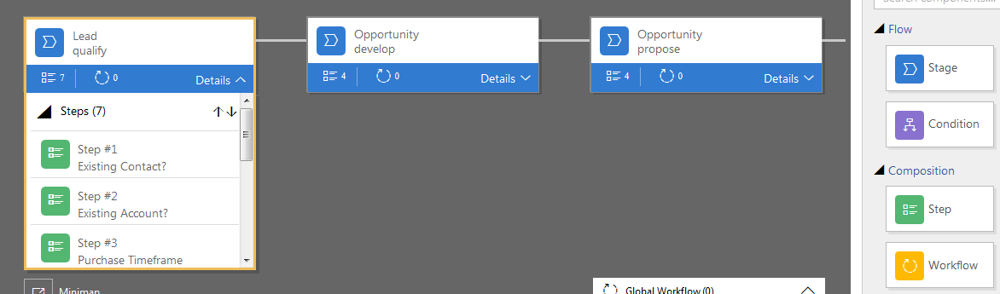 Search components....
Lead
qualify
7
0
Details
Steps (7)
Step #1
Existing Contact?
Step #2
Existing Account?
Step #3
Purchase Timeframe
Opportunity
develop
4
0
Details
Opportunity
propose
4
0
Details
Minimap
Global Workflow (0)
Flow
Stage
Condition
Composition
Step
Workflow